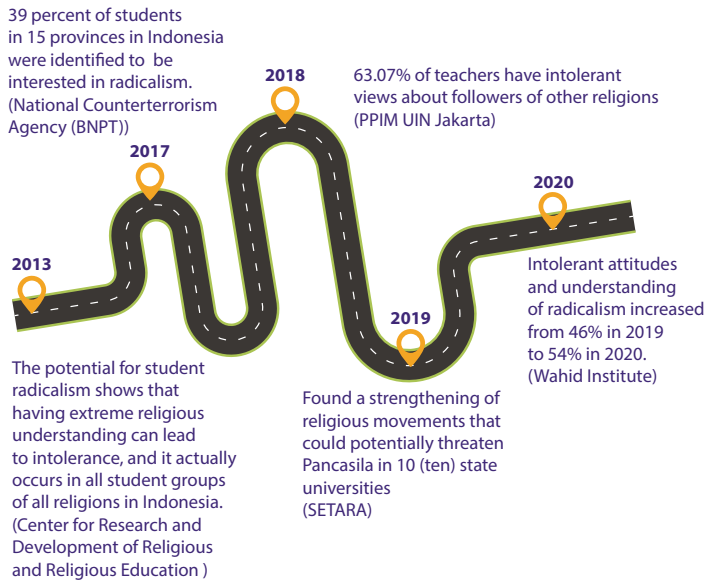 39 percent of students
in 15 provinces in Indonesia
were identified to be
interested in radicalism.
(National Counterterrorism
Agency (BNPT))
2017
2018
63.07% of teachers have intolerant
views about followers of other religions
(PPIM UIN Jakarta)
2020
Intolerant attitudes
and understanding
of radicalism increased
from 46% in 2019
to 54% in 2020.
(Wahid Institute)
2013
The potential for student
radicalism shows that
having extreme religious
understanding can lead
to intolerance, and it actually
occurs in all student groups
of all religions in Indonesia.
(Center for Research and
Development of Religious
and Religious Education )
2019
Found a strengthening of
religious movements that
could potentially threaten
Pancasila in 10 (ten) state
universities
(SETARA)